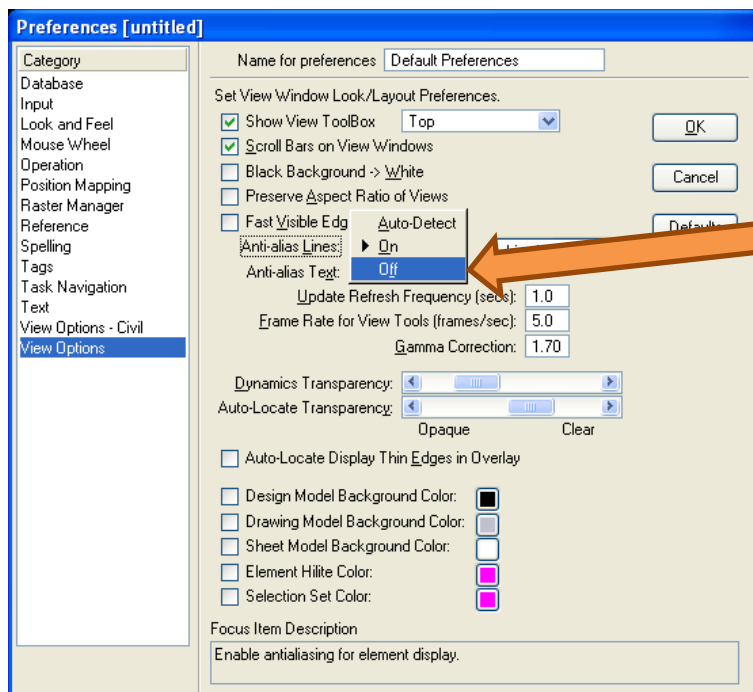 Preferences [untitled]
Category
Database
Input
Look and Feel
Mouse Wheel
Operation
Position Mapping
Raster Manager
Reference
Spelling
Tags
Task Navigation
Text
View Options - Civil
View Options
Name for preferences Default Preferences
Set View Window Look/Layout Preferences.
Show View ToolBox Top
Scroll Bars on View Windows
Black Background -> White
Preserve Aspect Ratio of Views
Fast Visible Edg
Auto-Detect
Anti-alias Lines: On
Anti-alias Text: Off
Update Refresh Frequency (secs): 1.0
Frame Rate for View Tools (frames/sec): 5.0
Gamma Correction: 1.70
Dynamics Transparency:
Auto-Locate Transparency:
Opaque Clear
Auto-Locate Display Thin Edges in Overlay
Design Model Background Color:
Drawing Model Background Color:
Sheet Model Background Color:
Element Hilite Color:
Selection Set Color:
Focus Item Description
Enable antialiasing for element display.
OK
Cancel